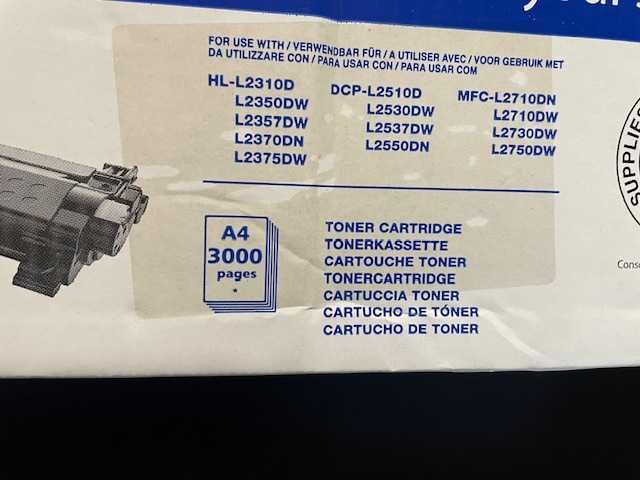 FOR USE WITH / VERWENDBAR FÜR / A UTILISER AVEC / VOOR GEBRUIK MET
DA UTILIZZARE CON / PARA USAR CON / PARA USAR COM
HL-L2310D
L2350DW
L2357DW
L2370DN
L2375DW
DCP-L2510D
L2530DW
L2537DW
L2550DN
MFC-L2710DN
L2710DW
L2730DW
L2750DW
A4
3000
pages
*
TONER CARTRIDGE
TONERKASSETTE
CARTOUCHE TONER
TONERCARTRIDGE
CARTUCCIA TONER
CARTUCHO DE TÓNER
CARTUCHO DE TONER
SUPPLIES